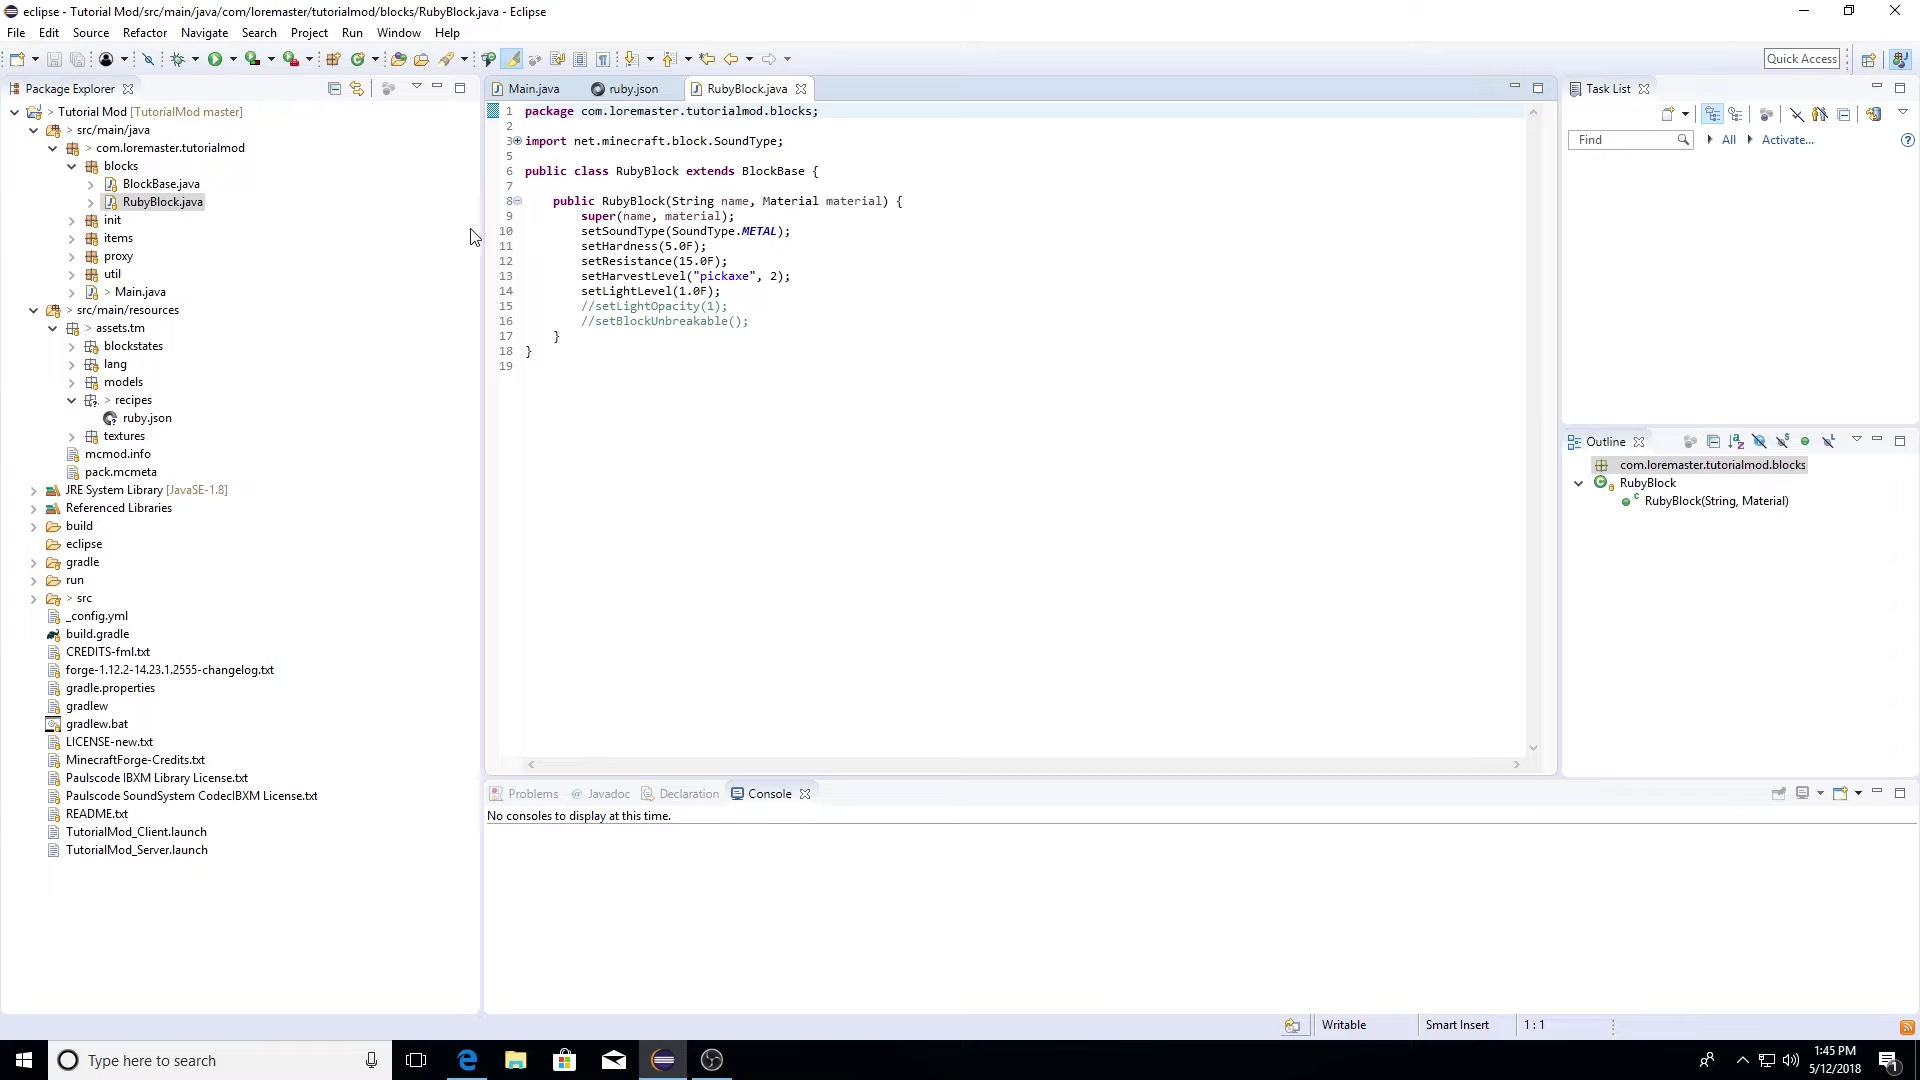 eclipse - Tutorial Mod/src/main/java/com/loremaster/tutorialmod/blocks/RubyBlock.java - Eclipse
File Edit Source Refactor Navigate Search Project Run Window Help
Quick Access
Package Explorer
> Tutorial Mod [TutorialMod master]
> src/main/java
> com.loremaster.tutorialmod
blocks
BlockBase.java
RubyBlock.java
init
items
proxy
util
> Main.java
> src/main/resources
> assets.tm
blockstates
lang
models
> recipes
ruby.json
textures
mcmod.info
pack.mcmeta
JRE System Library [JavaSE-1.8]
Referenced Libraries
build
eclipse
gradle
run
> src
_config.yml
build.gradle
CREDITS-fml.txt
forge-1.12.2-14.23.1.2555-changelog.txt
gradle.properties
gradlew
gradlew.bat
LICENSE-new.txt
MinecraftForge-Credits.txt
Paulscode IBXM Library License.txt
Paulscode SoundSystem CodecIBXM License.txt
README.txt
TutorialMod_Client.launch
TutorialMod_Server.launch
Main.java ruby.json RubyBlock.java
1 package com.loremaster.tutorialmod.blocks;
2
3 import net.minecraft.block.SoundType;
5
6 public class RubyBlock extends BlockBase {
7
8 public RubyBlock(String name, Material material) {
9 super(name, material);
10 setSoundType(SoundType.METAL);
11 setHardness(5.0F);
12 setResistance(15.0F);
13 setHarvestLevel("pickaxe", 2);
14 setLightLevel(1.0F);
15 //setLightOpacity(1);
16 //setBlockUnbreakable();
17 }
18 }
19
Problems @ Javadoc Declaration Console
No consoles to display at this time.
Task List
Find All Activate...
Outline
com.loremaster.tutorialmod.blocks
RubyBlock
RubyBlock(String, Material)
Writable Smart Insert 1 : 1
Type here to search
1:45 PM
5/12/2018
1